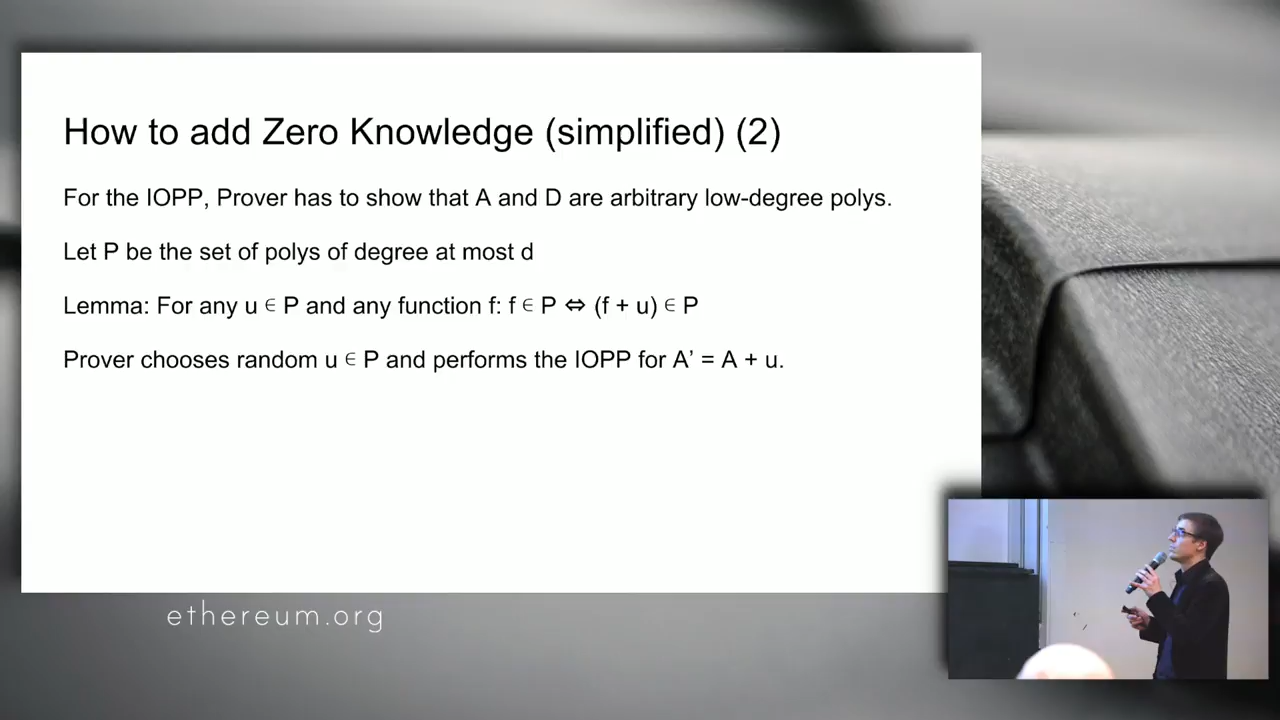 How to add Zero Knowledge (simplified) (2)
For the IOPP, Prover has to show that A and D are arbitrary low-degree polys.
Let P be the set of polys of degree at most d
Lemma: For any u ∈ P and any function f: f ∈ P ⇔ (f + u) ∈ P
Prover chooses random u ∈ P and performs the IOPP for A’ = A + u.
ethereum.org